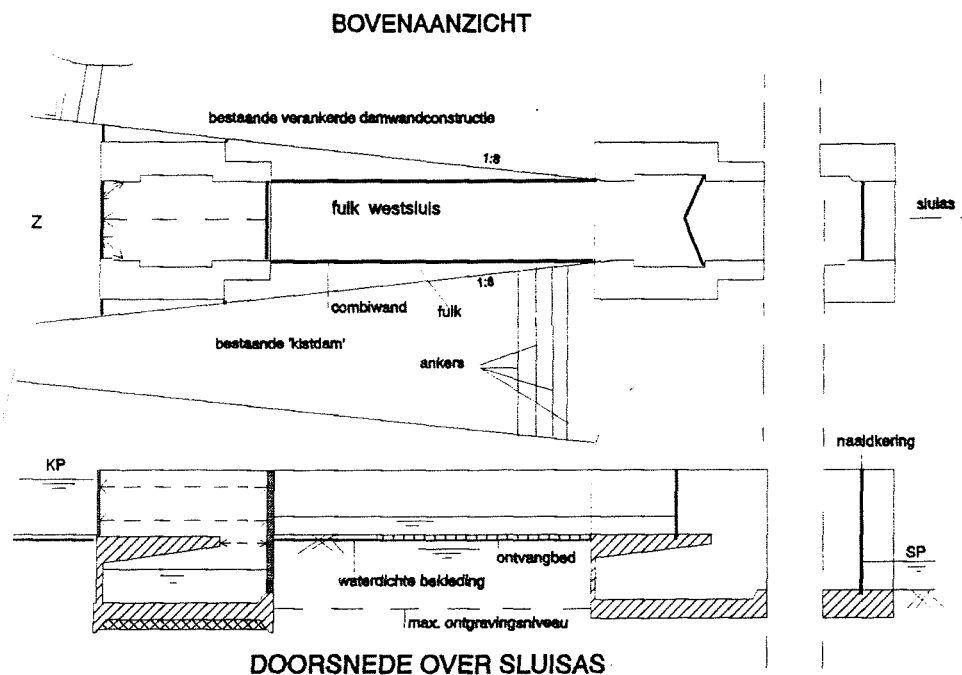 BOVENAANZICHT
bestaande verankerde damwandconstructie
1:8
Z
fuik westsluis
sluisas
1:8
combiwand
fuik
bestaande 'kistdam'
ankers
naaldkering
KP
SP
ontvangbed
waterdichte bekleding
max. ontgravingsniveau
DOORSNEDE OVER SLUISAS